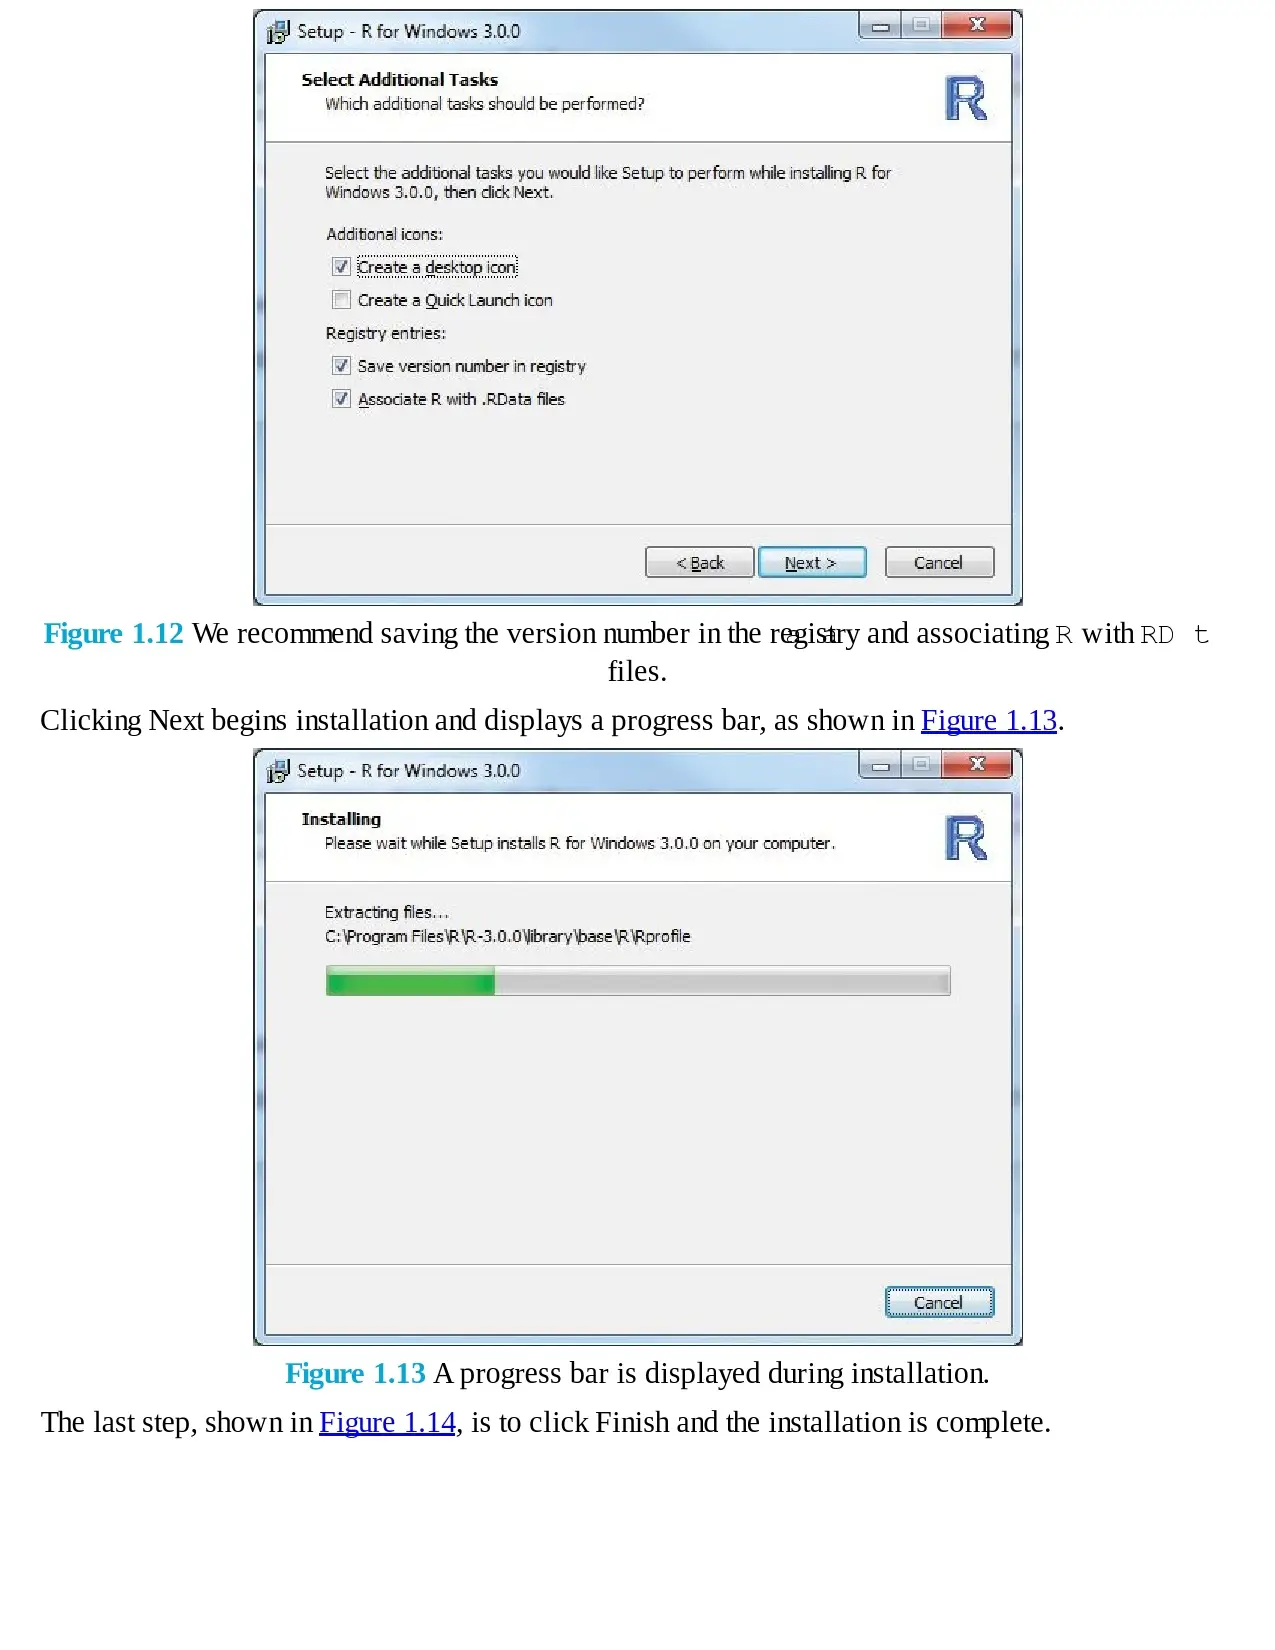 Setup - R for Windows 3.0.0
Select Additional Tasks
Which additional tasks should be performed?
R
Select the additional tasks you would like Setup to perform while installing R for
Windows 3.0.0, then click Next.
Additional icons:
Create a desktop icon
Create a Quick Launch icon
Registry entries:
Save version number in registry
Associate R with .RData files
< Back Next > Cancel
Figure 1.12 We recommend saving the version number in the registry and associating R with RD t
files.
Clicking Next begins installation and displays a progress bar, as shown in Figure 1.13.
Setup - R for Windows 3.0.0
Installing
Please wait while Setup installs R for Windows 3.0.0 on your computer.
R
Extracting files...
C:\Program Files\R\R-3.0.0\library\base\R\Rprofile
Cancel
Figure 1.13 A progress bar is displayed during installation.
The last step, shown in Figure 1.14, is to click Finish and the installation is complete.